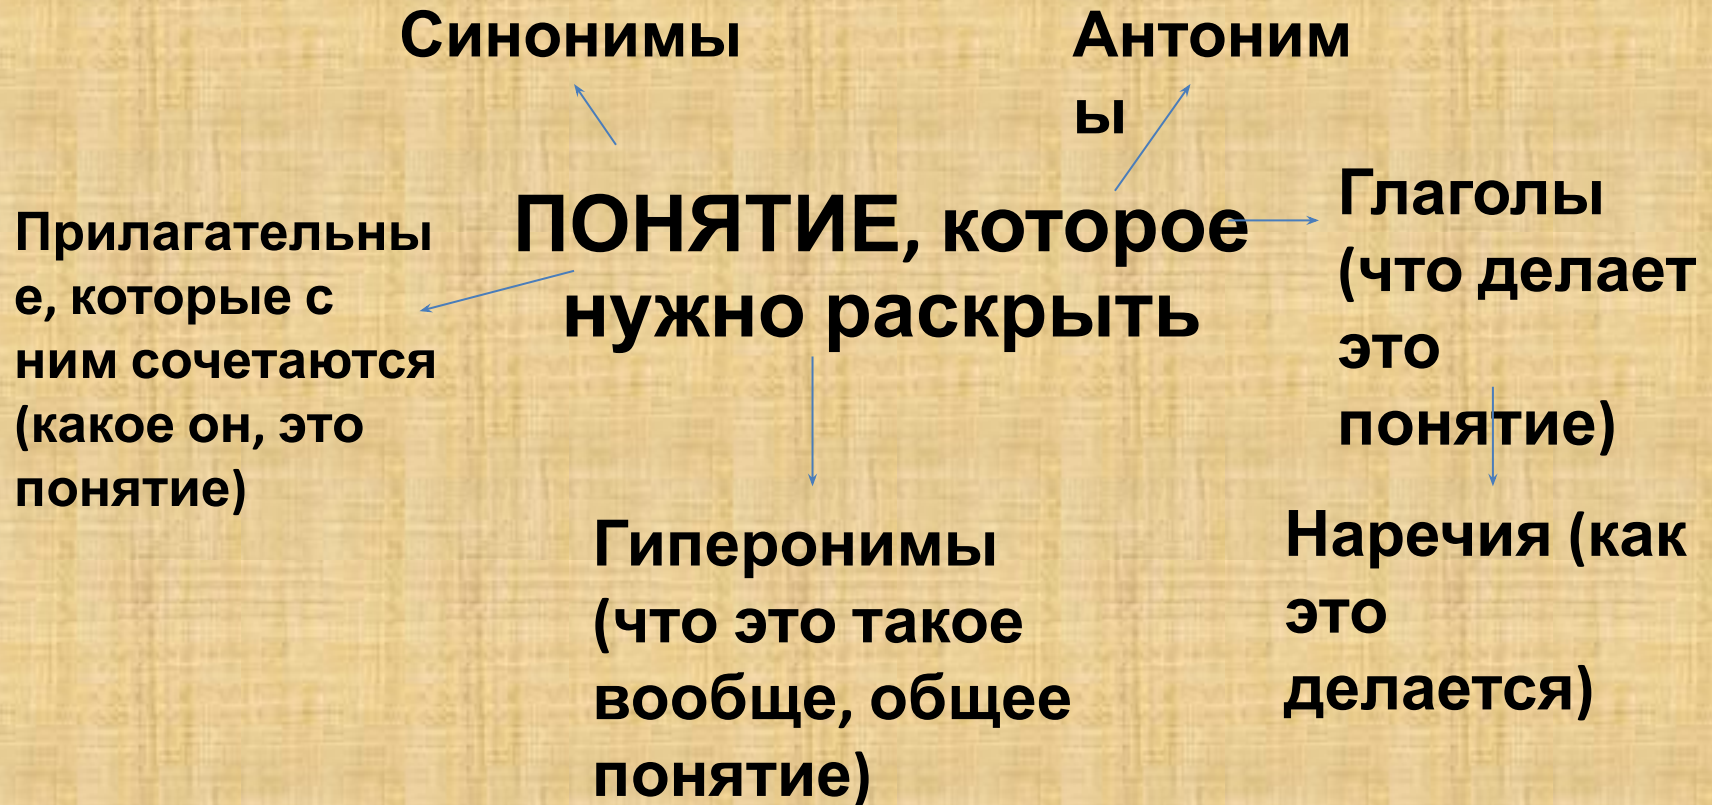 Синонимы
Антоним
ы
ПОНЯТИЕ, которое
нужно раскрыть
Прилагательны
е, которые с
ним сочетаются
(какое он, это
понятие)
Глаголы
(что делает
это
понятие)
Гиперонимы
(что это такое
вообще, общее
понятие)
Наречия (как
это
делается)